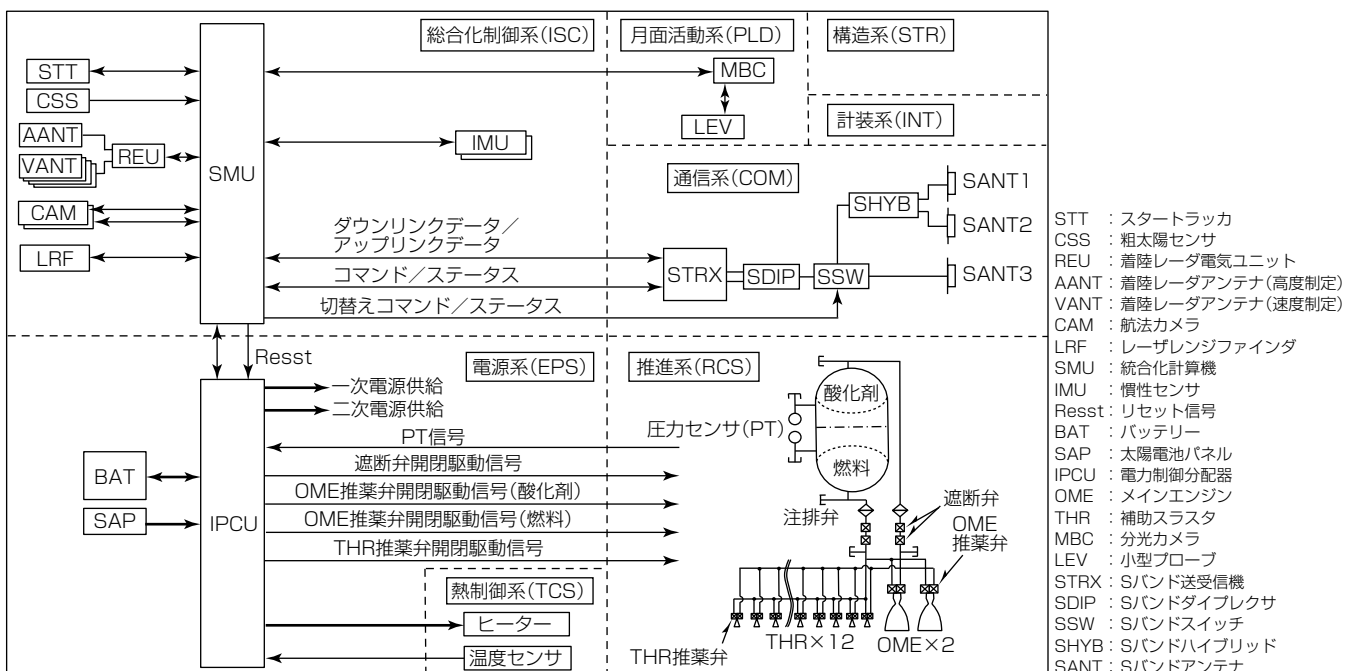 総合化制御系(ISC)
月面活動系(PLD)
構造系(STR)
計装系(INT)
STT
CSS
AANT
VANT
REU
CAM
LRF
SMU
IMU
MBC
LEV
通信系(COM)
ダウンリンクデータ/
アップリンクデータ
コマンド/ステータス
切替えコマンド/ステータス
STRX
SDIP
SSW
SHYB
SANT1
SANT2
SANT3
Resst
電源系(EPS)
推進系(RCS)
BAT
SAP
IPCU
一次電源供給
二次電源供給
PT信号
遮断弁開閉駆動信号
OME推薬弁開閉駆動信号(酸化剤)
OME推薬弁開閉駆動信号(燃料)
THR推薬弁開閉駆動信号
熱制御系(TCS)
ヒーター
温度センサ
圧力センサ(PT)
酸化剤
燃料
注排弁
遮断弁
OME
推薬弁
THR推薬弁
THR×12
OME×2
STT :スタートラッカ
CSS :粗太陽センサ
REU :着陸レーダ電気ユニット
AANT:着陸レーダアンテナ(高度制定)
VANT:着陸レーダアンテナ(速度制定)
CAM :航法カメラ
LRF :レーザレンジファインダ
SMU :統合化計算機
IMU :慣性センサ
Resst:リセット信号
BAT :バッテリー
SAP :太陽電池パネル
IPCU :電力制御分配器
OME :メインエンジン
THR :補助スラスタ
MBC :分光カメラ
LEV :小型プローブ
STRX :Sバンド送受信機
SDIP :Sバンドダイプレクサ
SSW :Sバンドスイッチ
SHYB:Sバンドハイブリッド
SANT:Sバンドアンテナ